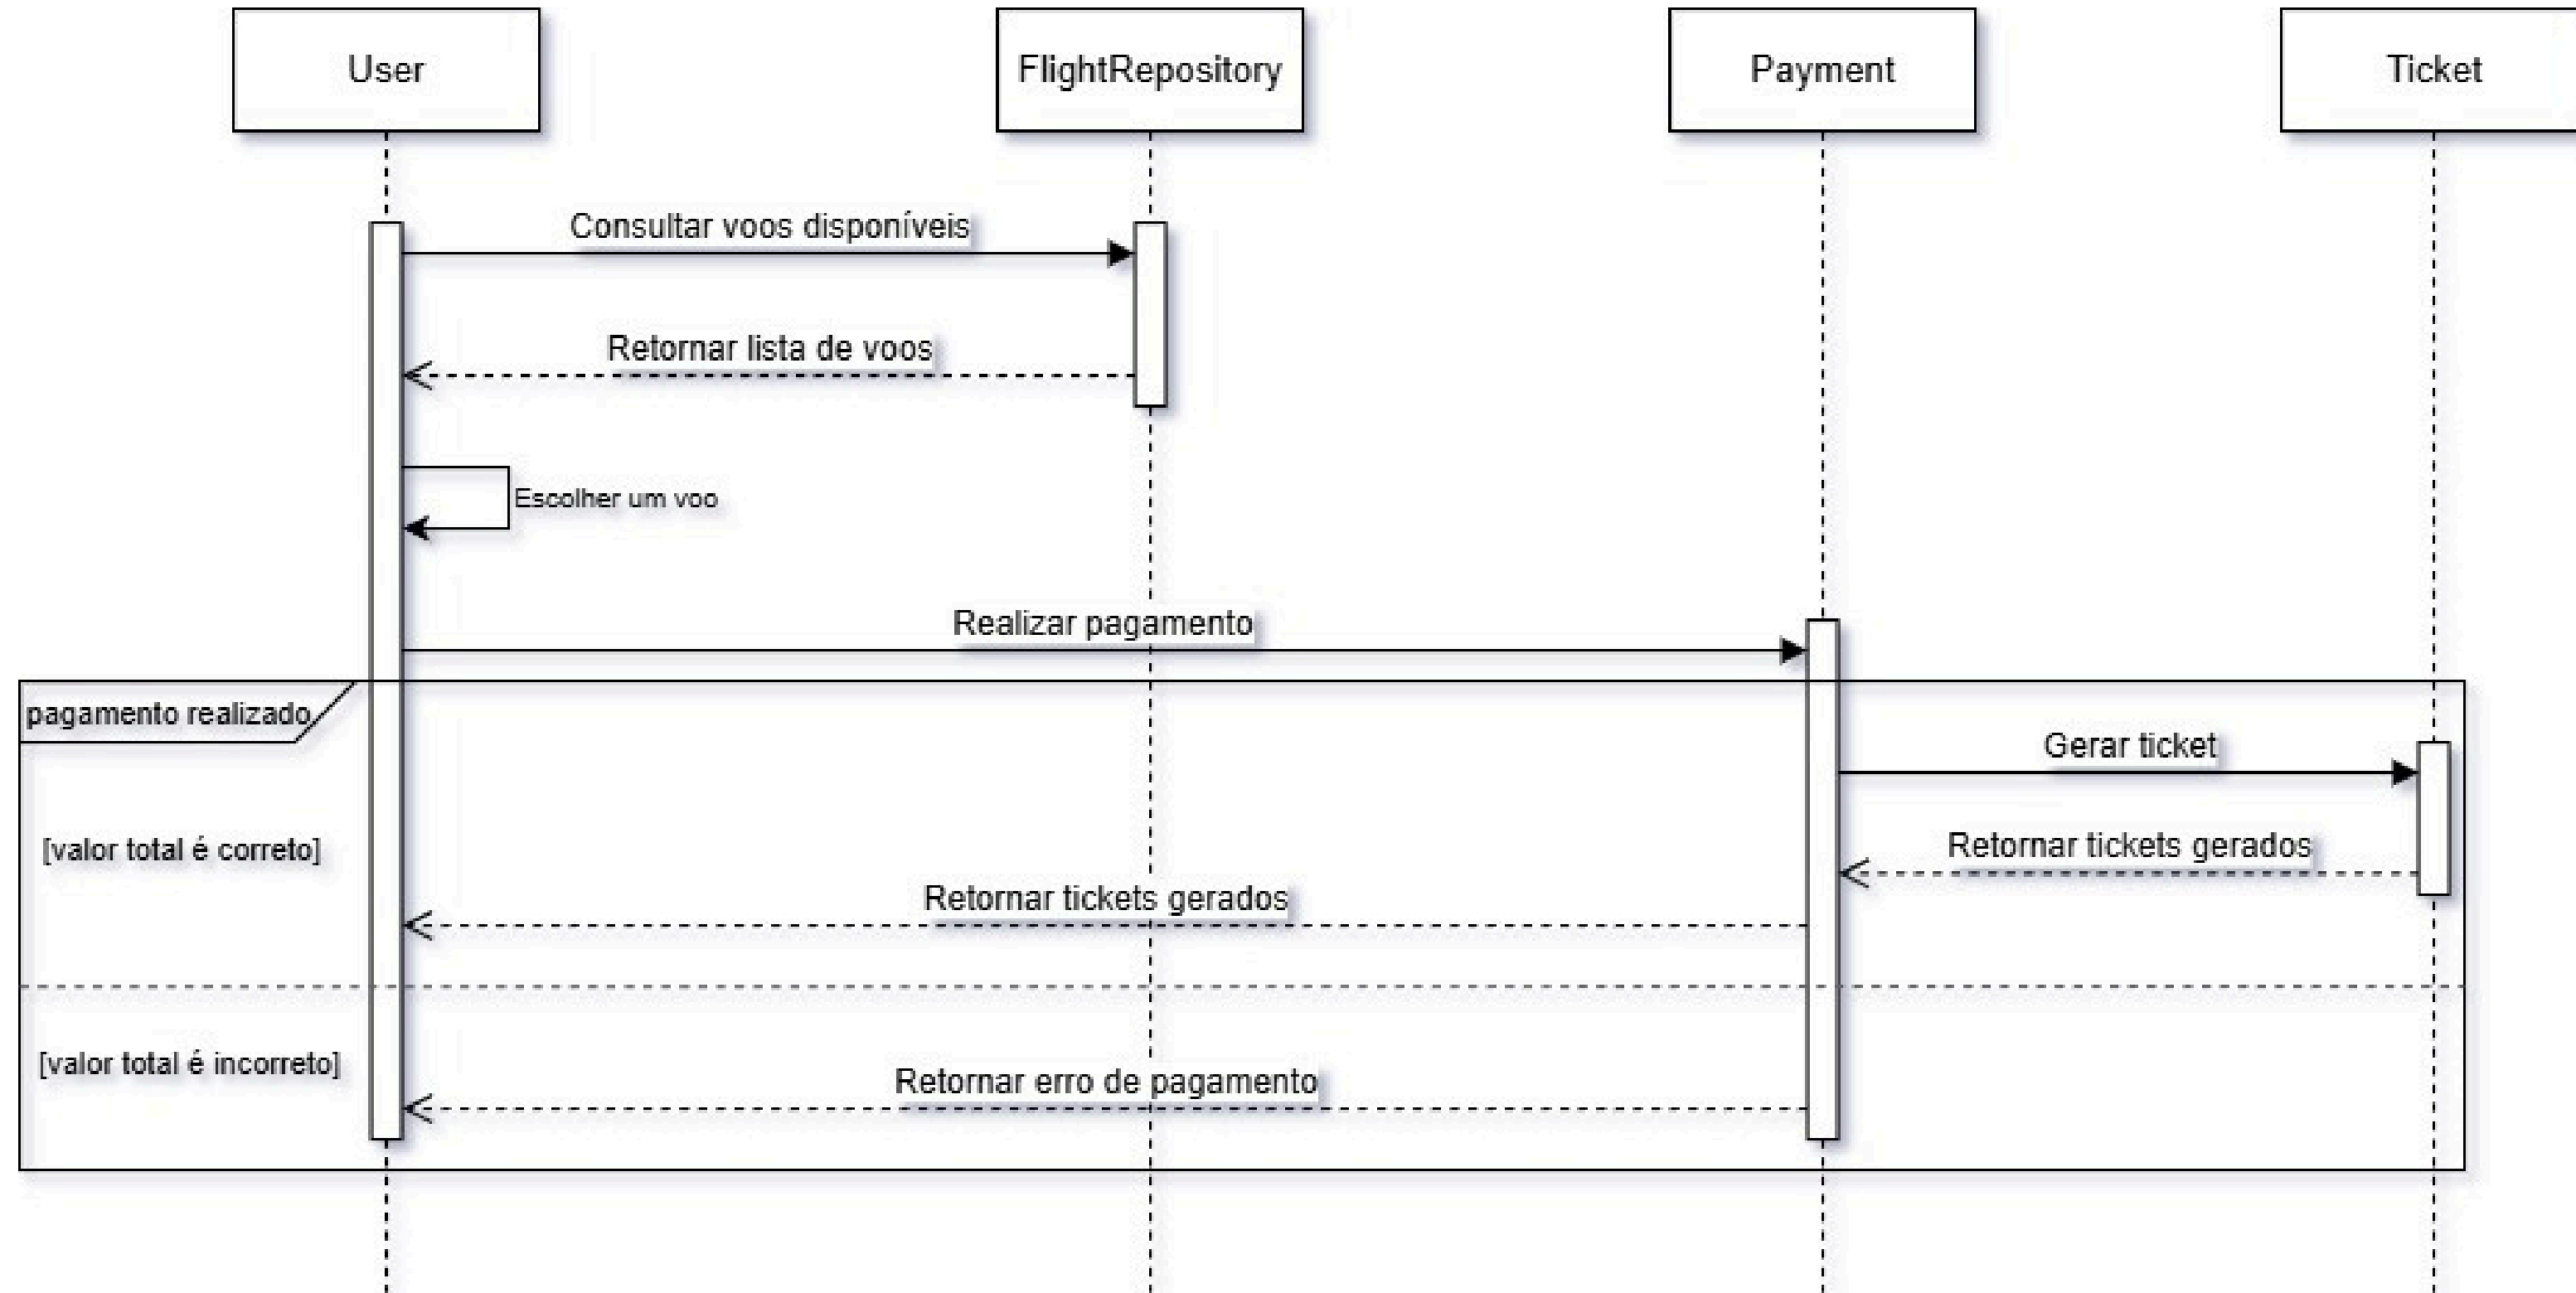 User
FlightRepository
Payment
Ticket
Consultar voos disponíveis
Retornar lista de voos
Escolher um voo
Realizar pagamento
pagamento realizado
Gerar ticket
[valor total é correto]
Retornar tickets gerados
Retornar tickets gerados
[valor total é incorreto]
Retornar erro de pagamento